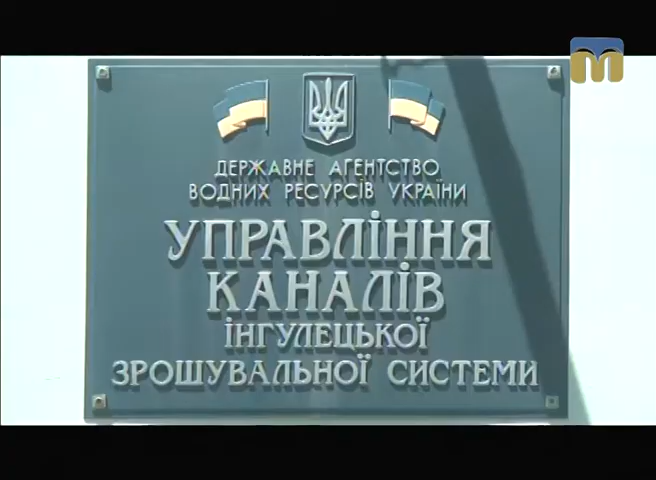 ДЕРЖАВНЕ АГЕНТСТВО
ВОДНИХ РЕСУРСІВ УКРАЇНИ
УПРАВЛІННЯ
КАНАЛІВ
ІНГУЛЕЦЬКОЇ
ЗРОШУВАЛЬНОЇ СИСТЕМИ